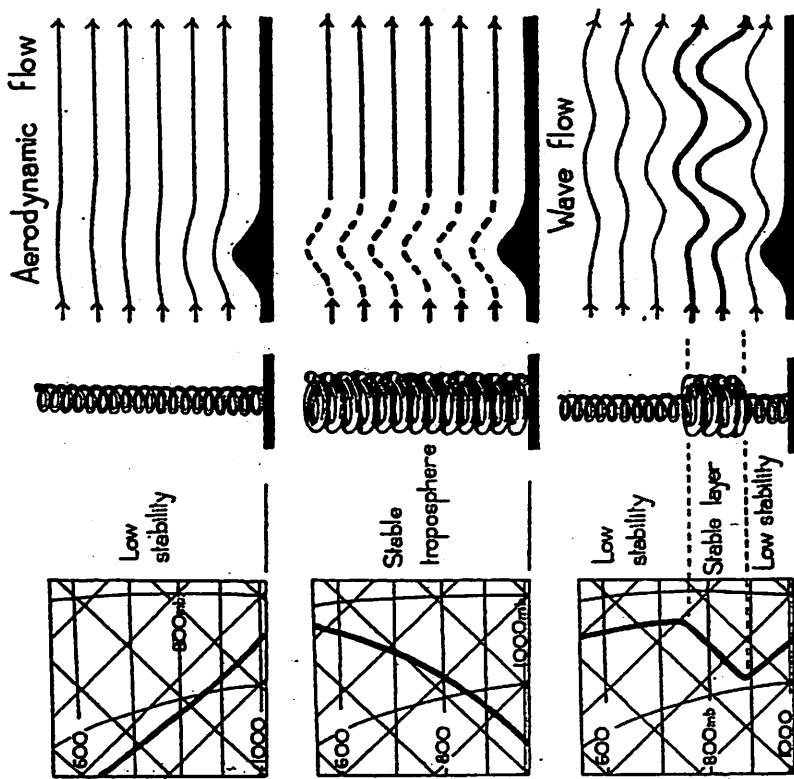 Aerodynamic flow
Low
stability
600
800mb
1000
Stable
troposphere
600
800
1000mb
Wave flow
Low
stability
Stable layer
Low stability
600
800mb
1000